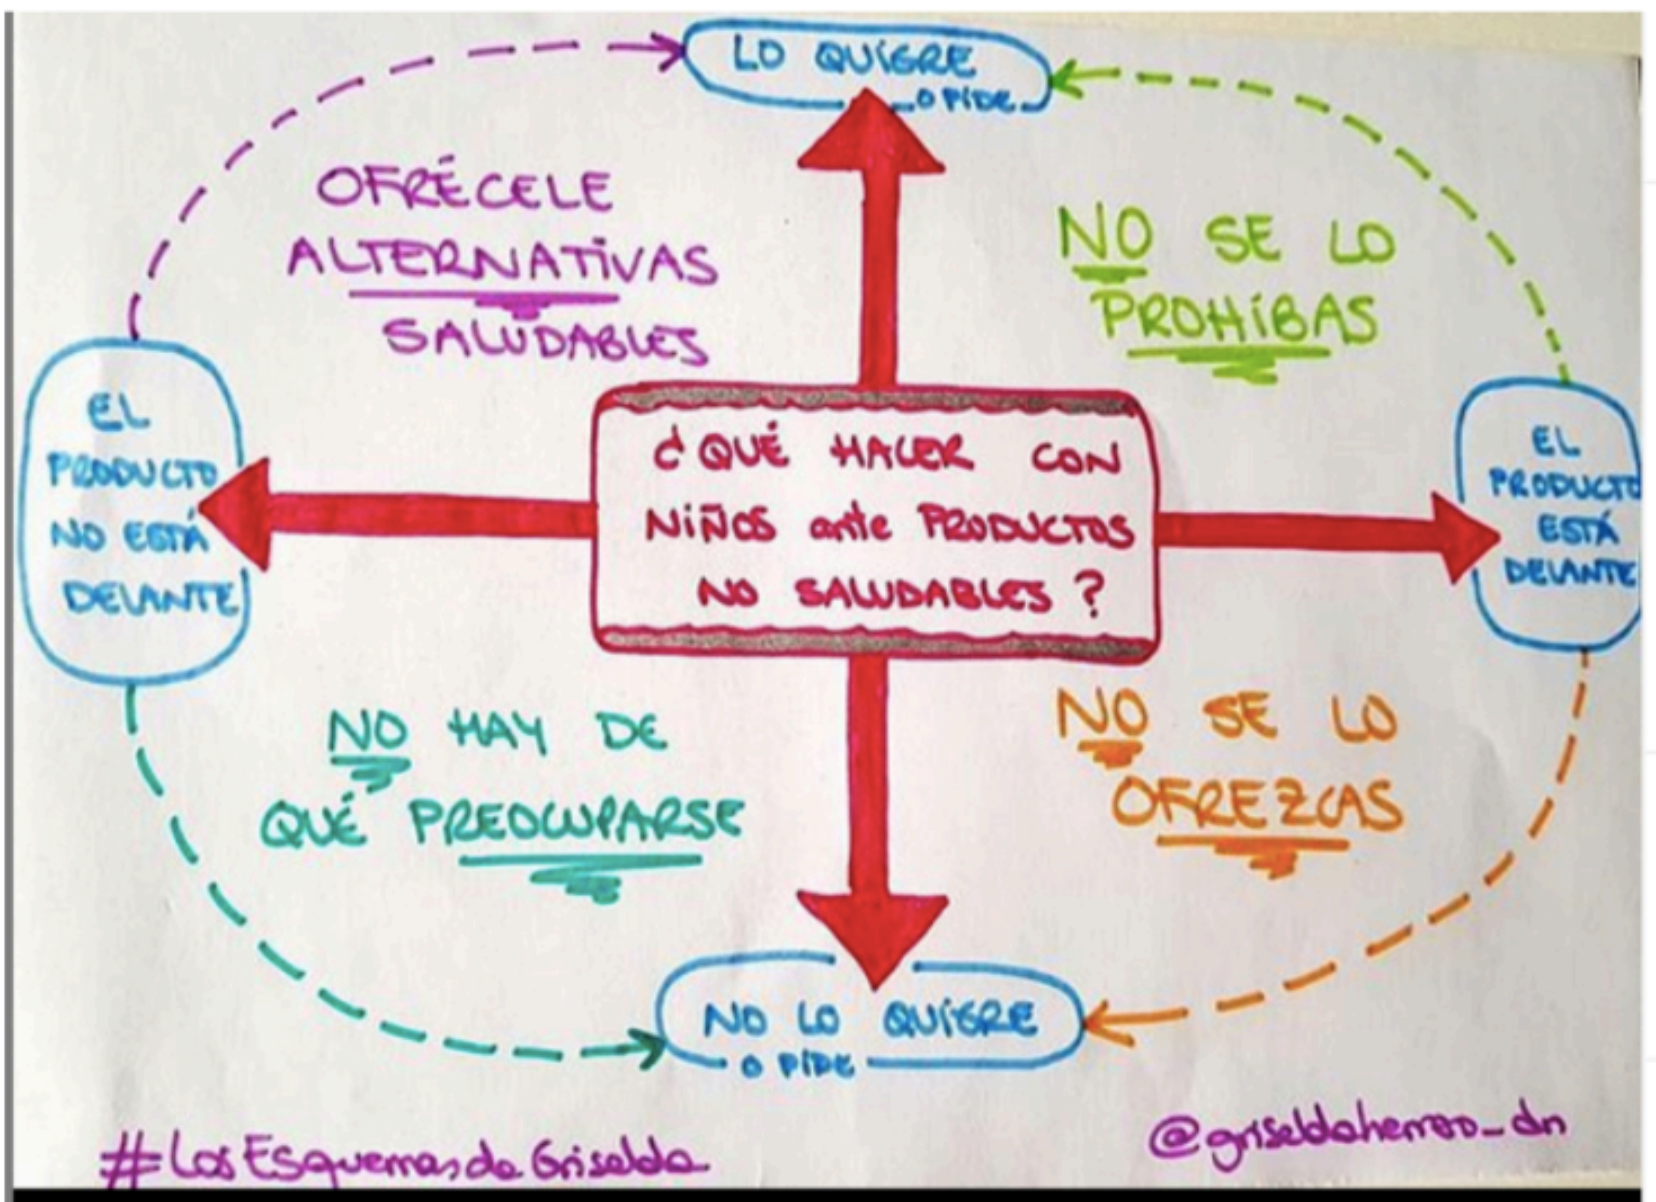 LO QUIERE
O PIDE
OFRÉCELE
ALTERNATIVAS
SALUDABLES
NO SE LO
PROHIBAS
EL
PRODUCTO
NO ESTÁ
DELANTE
¿QUÉ HACER CON
NIÑOS ante PRODUCTOS
NO SALUDABLES?
EL
PRODUCTO
ESTÁ
DELANTE
NO HAY DE
QUÉ PREOCUPARSE
NO SE LO
OFREZCAS
NO LO QUIERE
O PIDE
#LosEsquemasdeGriselda
@griseldaherrero_dn